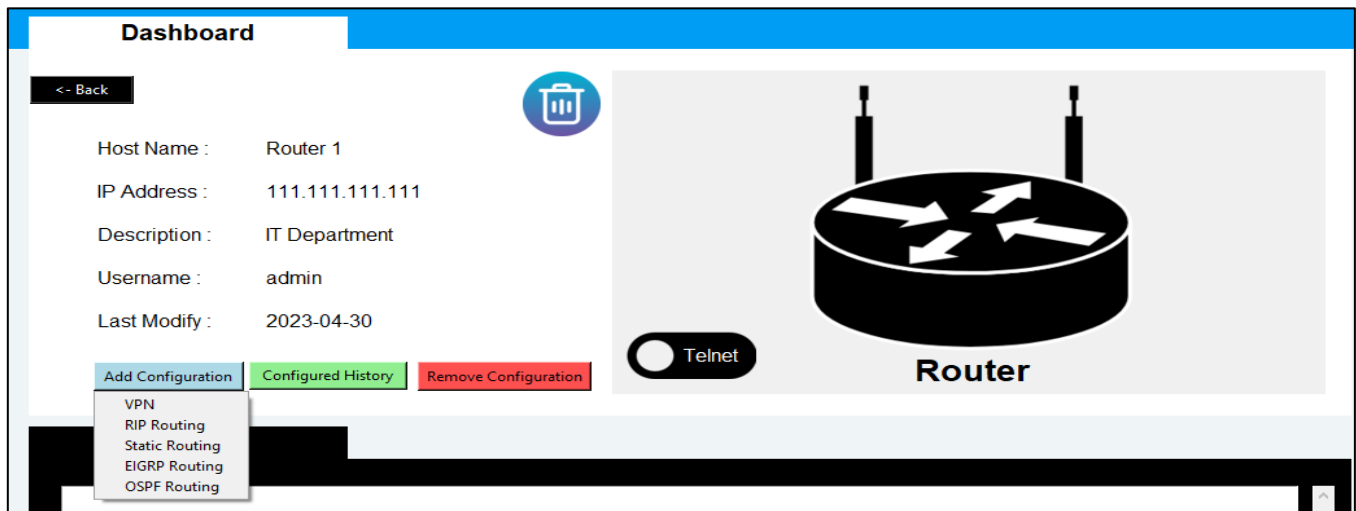 Dashboard
<- Back
Host Name : Router 1
IP Address : 111.111.111.111
Description : IT Department
Username : admin
Last Modify : 2023-04-30
Add Configuration Configured History Remove Configuration
VPN
RIP Routing
Static Routing
EIGRP Routing
OSPF Routing
Telnet
Router